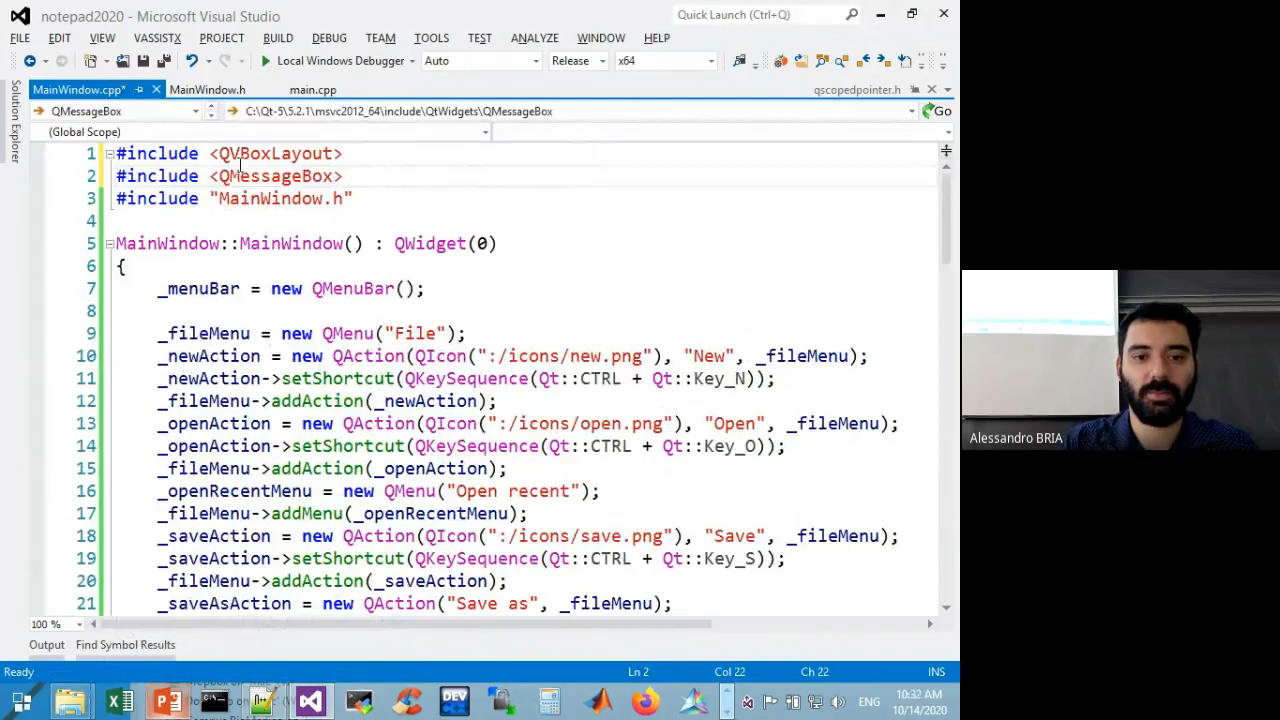 notepad2020 - Microsoft Visual Studio
Quick Launch (Ctrl+Q)
FILE EDIT VIEW VASSISTX PROJECT BUILD DEBUG TEAM TOOLS TEST ANALYZE WINDOW HELP
Local Windows Debugger Auto Release x64
MainWindow.cpp* MainWindow.h main.cpp qscopedpointer.h
QMessageBox C:\Qt-5\5.2.1\msvc2012_64\include\QtWidgets\QMessageBox Go
(Global Scope)
Solution Explorer
1 #include <QVBoxLayout>
2 #include <QMessageBox>
3 #include "MainWindow.h"
4
5 MainWindow::MainWindow() : QWidget(0)
6 {
7 _menuBar = new QMenuBar();
8
9 _fileMenu = new QMenu("File");
10 _newAction = new QAction(QIcon(":/icons/new.png"), "New", _fileMenu);
11 _newAction->setShortcut(QKeySequence(Qt::CTRL + Qt::Key_N));
12 _fileMenu->addAction(_newAction);
13 _openAction = new QAction(QIcon(":/icons/open.png"), "Open", _fileMenu);
14 _openAction->setShortcut(QKeySequence(Qt::CTRL + Qt::Key_O));
15 _fileMenu->addAction(_openAction);
16 _openRecentMenu = new QMenu("Open recent");
17 _fileMenu->addMenu(_openRecentMenu);
18 _saveAction = new QAction(QIcon(":/icons/save.png"), "Save", _fileMenu);
19 _saveAction->setShortcut(QKeySequence(Qt::CTRL + Qt::Key_S));
20 _fileMenu->addAction(_saveAction);
21 _saveAsAction = new QAction("Save as", _fileMenu);
100 %
Output Find Symbol Results
Ready Ln 2 Col 22 Ch 22 INS
DEV
ENG
10:32 AM
10/14/2020
Alessandro BRIA